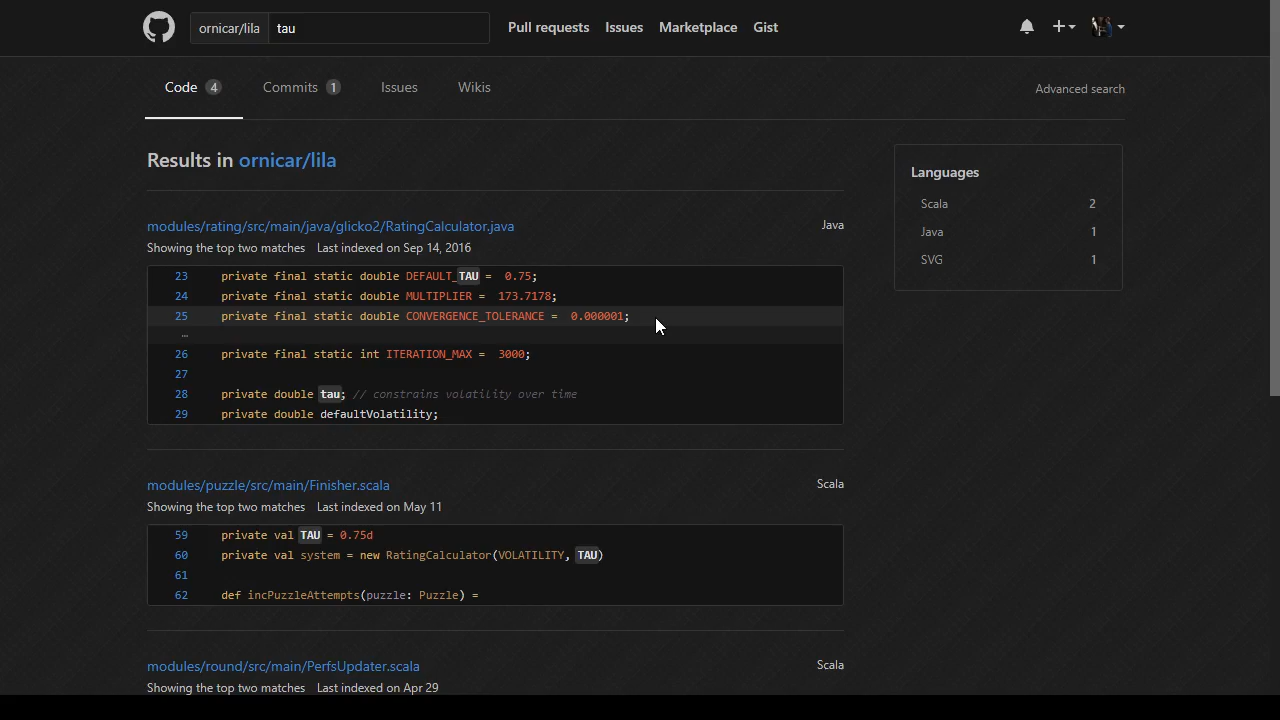 ornicar/lila tau Pull requests Issues Marketplace Gist
Code 4 Commits 1 Issues Wikis Advanced search
Results in ornicar/lila
modules/rating/src/main/java/glicko2/RatingCalculator.java Java
Showing the top two matches Last indexed on Sep 14, 2016
23 private final static double DEFAULT_TAU = 0.75;
24 private final static double MULTIPLIER = 173.7178;
25 private final static double CONVERGENCE_TOLERANCE = 0.000001;
…
26 private final static int ITERATION_MAX = 3000;
27
28 private double tau; // constrains volatility over time
29 private double defaultVolatility;
modules/puzzle/src/main/Finisher.scala Scala
Showing the top two matches Last indexed on May 11
59 private val TAU = 0.75d
60 private val system = new RatingCalculator(VOLATILITY, TAU)
61
62 def incPuzzleAttempts(puzzle: Puzzle) =
modules/round/src/main/PerfsUpdater.scala Scala
Showing the top two matches Last indexed on Apr 29
Languages
Scala 2
Java 1
SVG 1